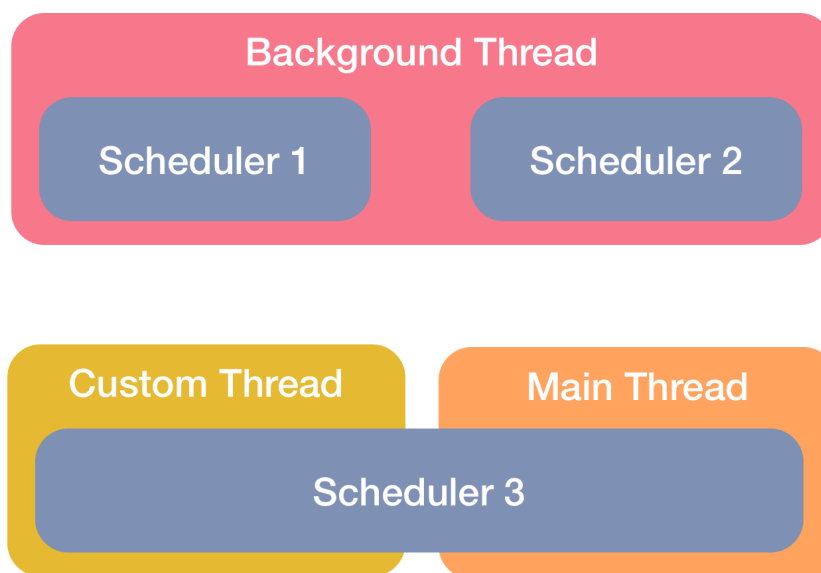 Background Thread
Scheduler 1
Scheduler 2
Custom Thread
Main Thread
Scheduler 3